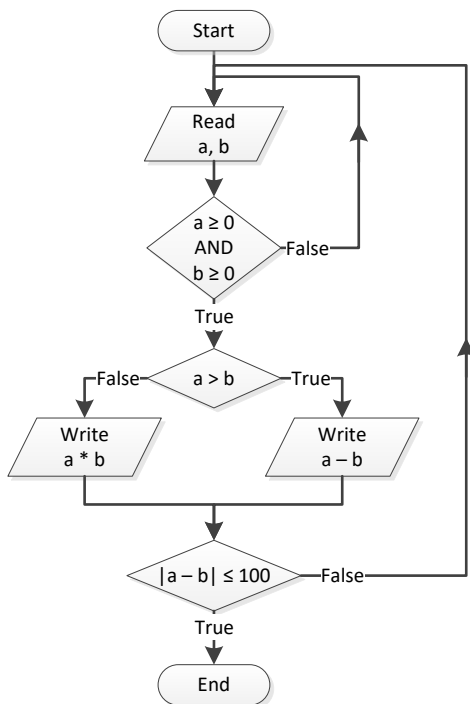 Start
Read
a, b
a ≥ 0
AND
b ≥ 0
False
True
False
a > b
True
Write
a * b
Write
a – b
|a – b| ≤ 100
False
True
End